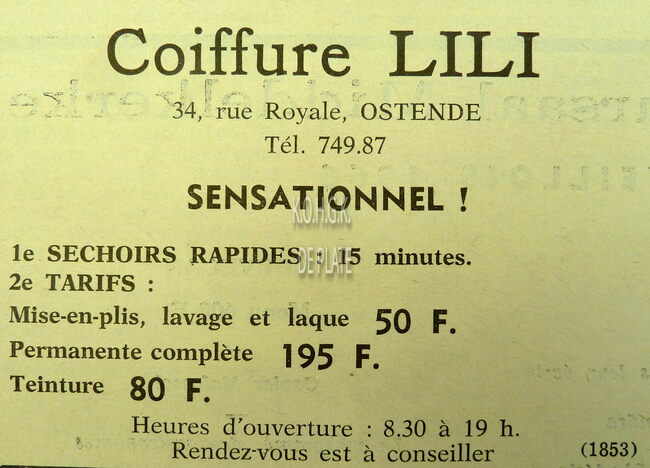 Coiffure LILI
34, rue Royale, OSTENDE
Tél. 749.87
SENSATIONNEL !
K.O.H.G.K.
DE PLATE
1e SECHOIRS RAPIDES : 15 minutes.
2e TARIFS :
Mise-en-plis, lavage et laque 50 F.
Permanente complète 195 F.
Teinture 80 F.
Heures d'ouverture : 8.30 à 19 h.
Rendez-vous est à conseiller
(1853)